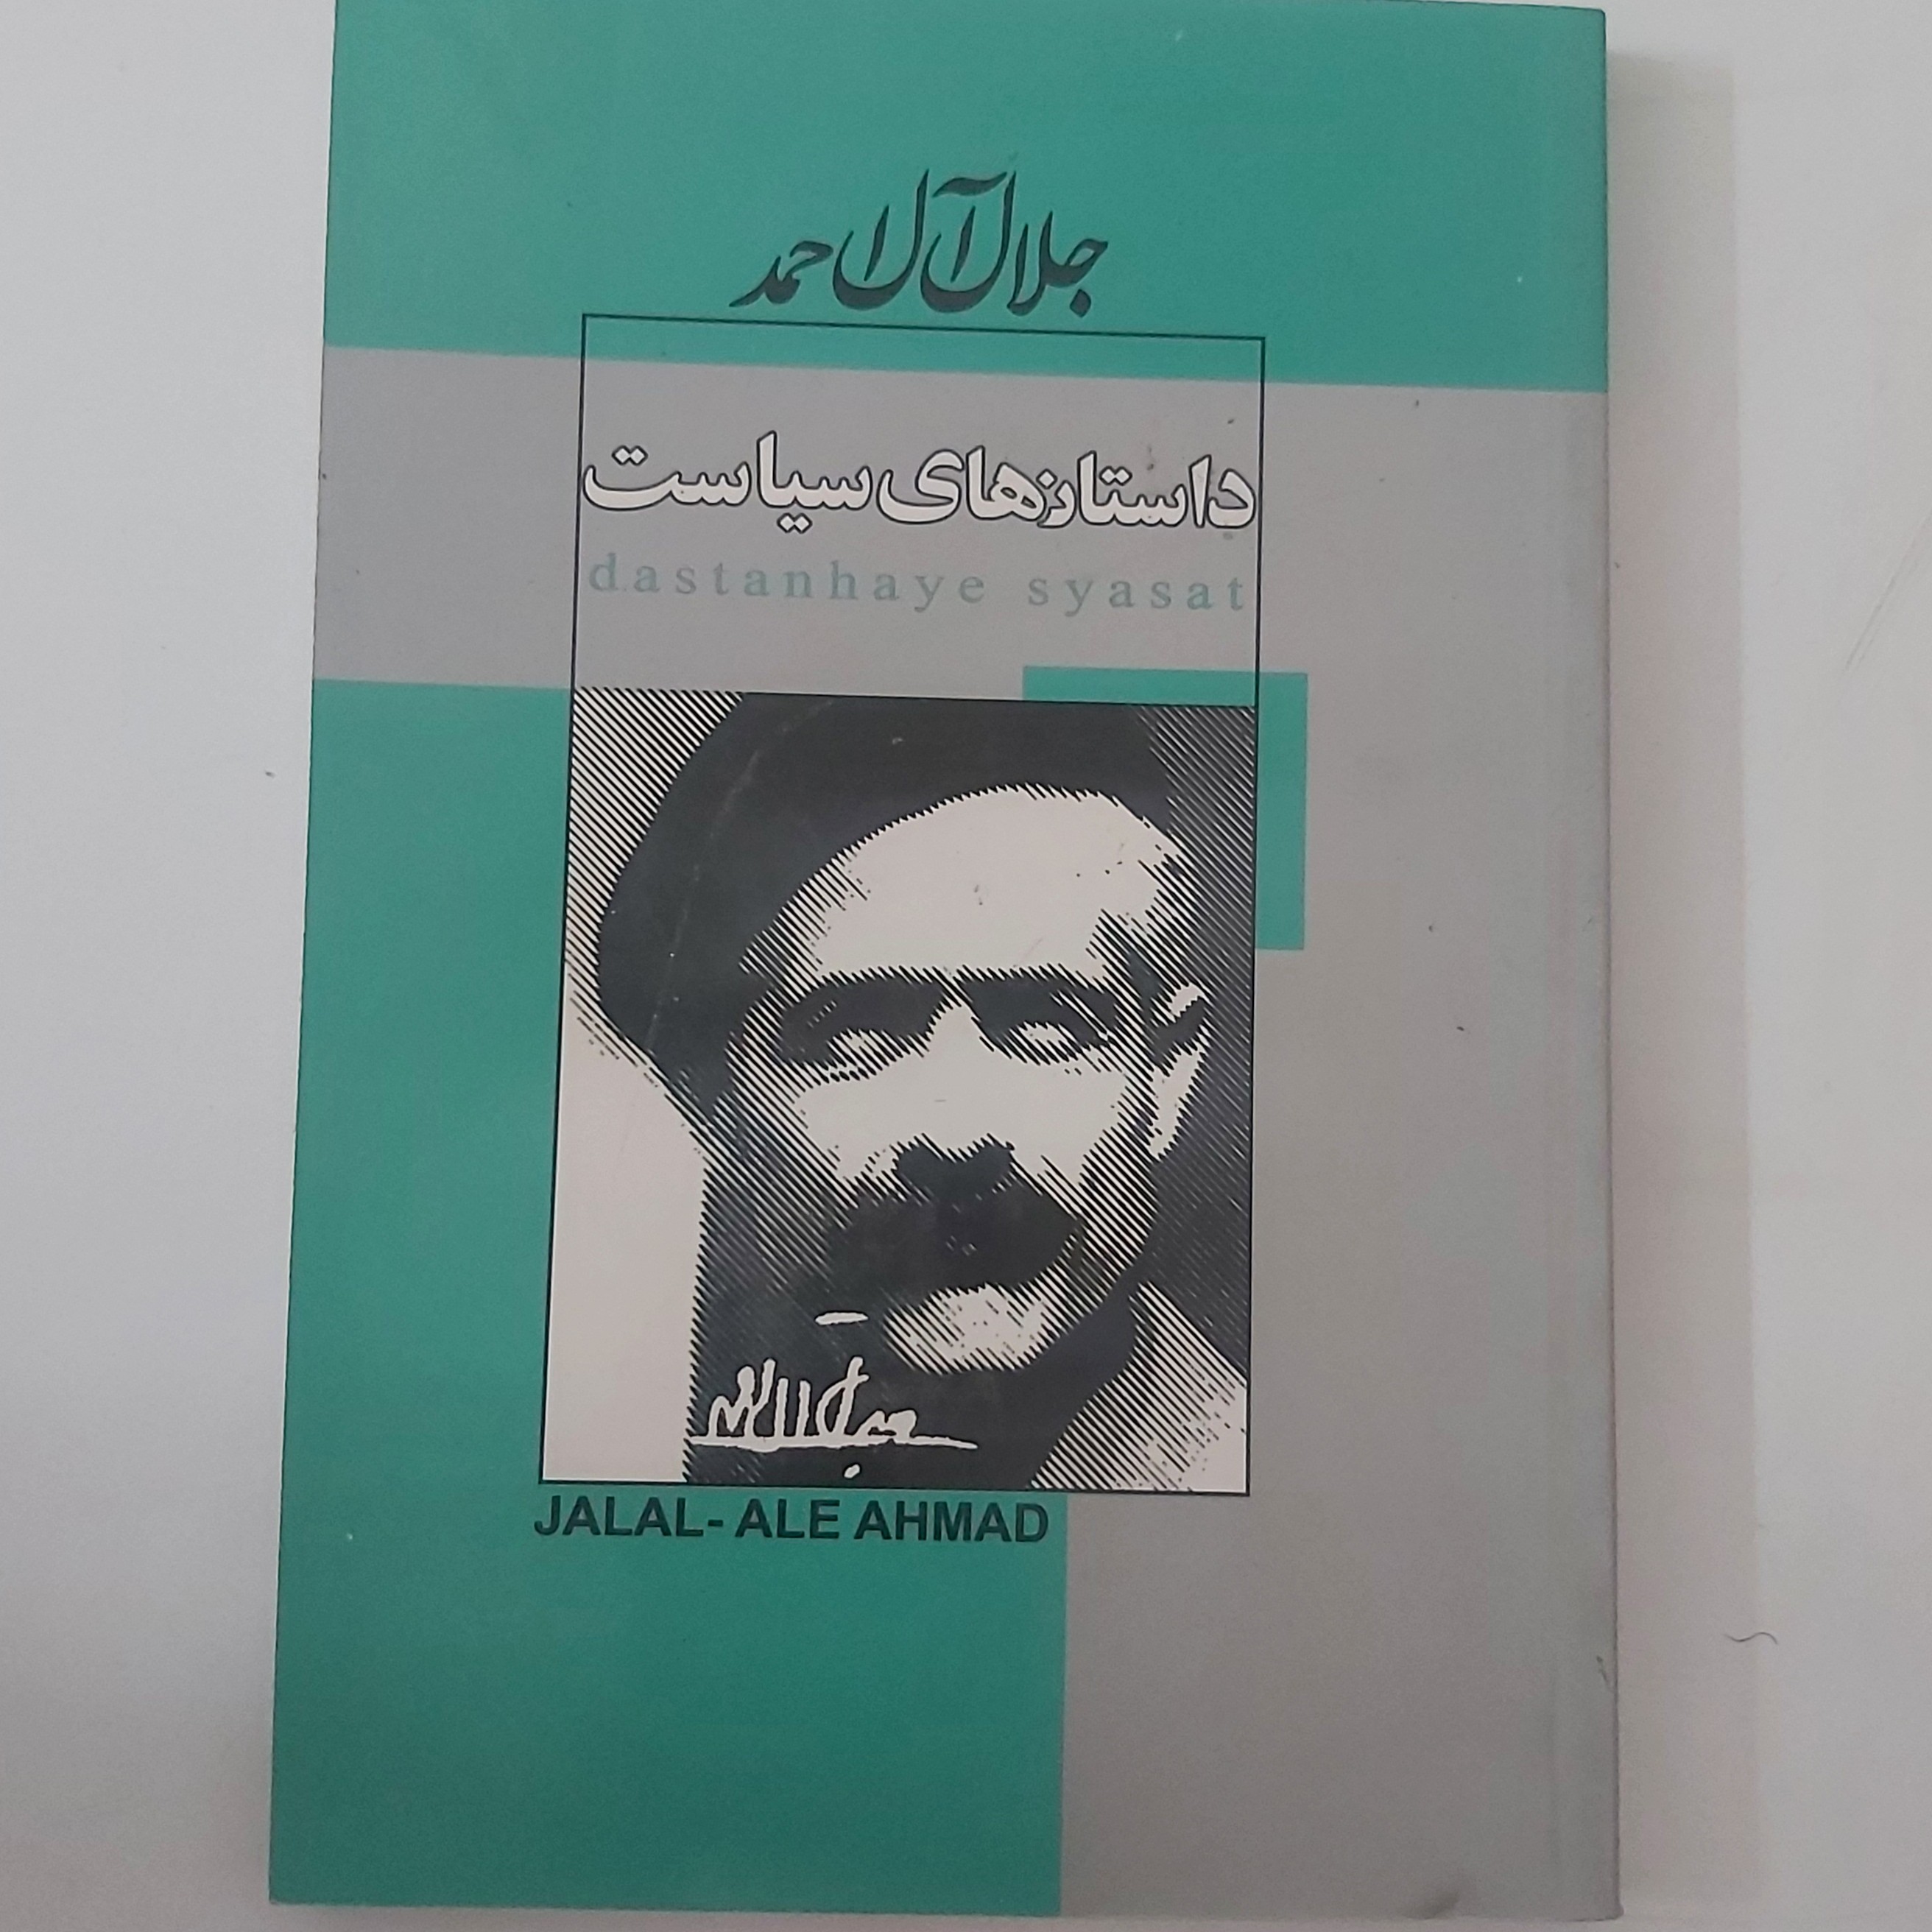 جلال آل احمد
داستانهای سیاست
dastanhaye syasat
JALAL- ALE AHMAD